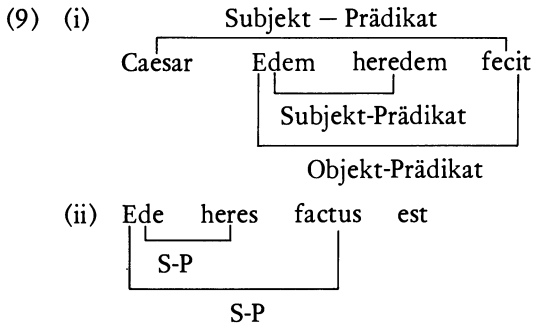 (9) (i) Subjekt – Prädikat
Caesar Edem heredem fecit
Subjekt-Prädikat
Objekt-Prädikat
(ii) Ede heres factus est
S-P
S-P